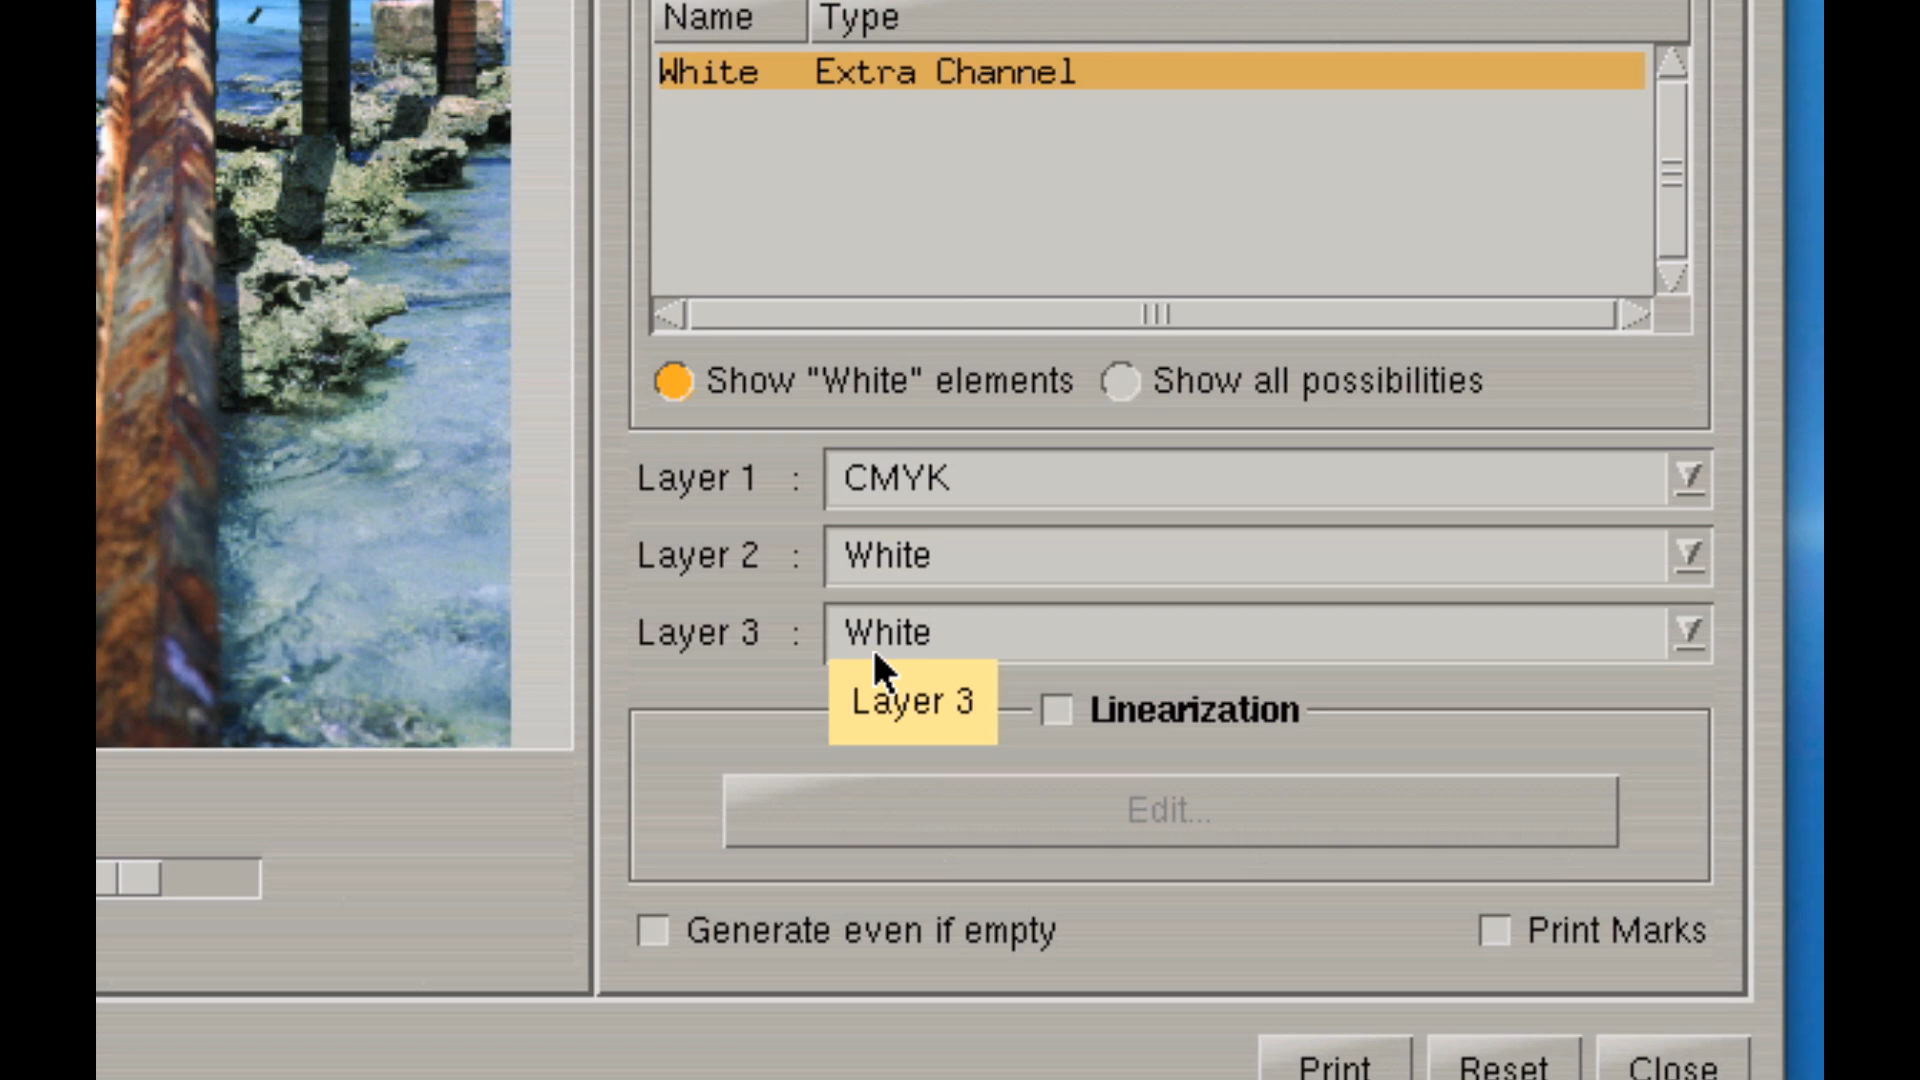 Name Type
White Extra Channel
Show "White" elements Show all possibilities
Layer 1 : CMYK
Layer 2 : White
Layer 3 : White
Layer 3
Linearization
Edit...
Generate even if empty Print Marks
Print Reset Close